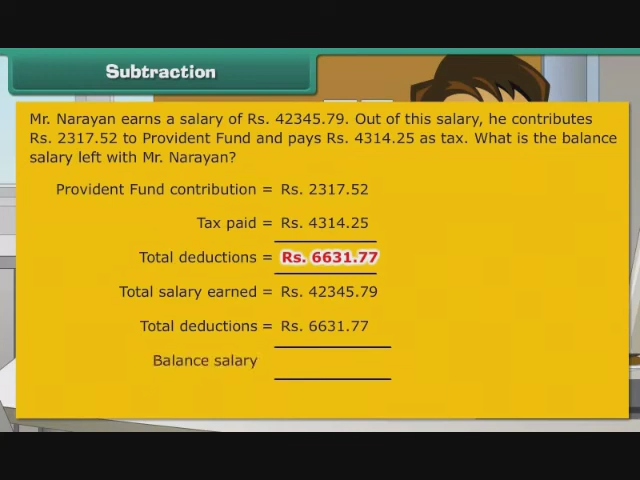 Subtraction
Mr. Narayan earns a salary of Rs. 42345.79. Out of this salary, he contributes
Rs. 2317.52 to Provident Fund and pays Rs. 4314.25 as tax. What is the balance
salary left with Mr. Narayan?
Provident Fund contribution = Rs. 2317.52
Tax paid = Rs. 4314.25
Total deductions = Rs. 6631.77
Total salary earned = Rs. 42345.79
Total deductions = Rs. 6631.77
Balance salary